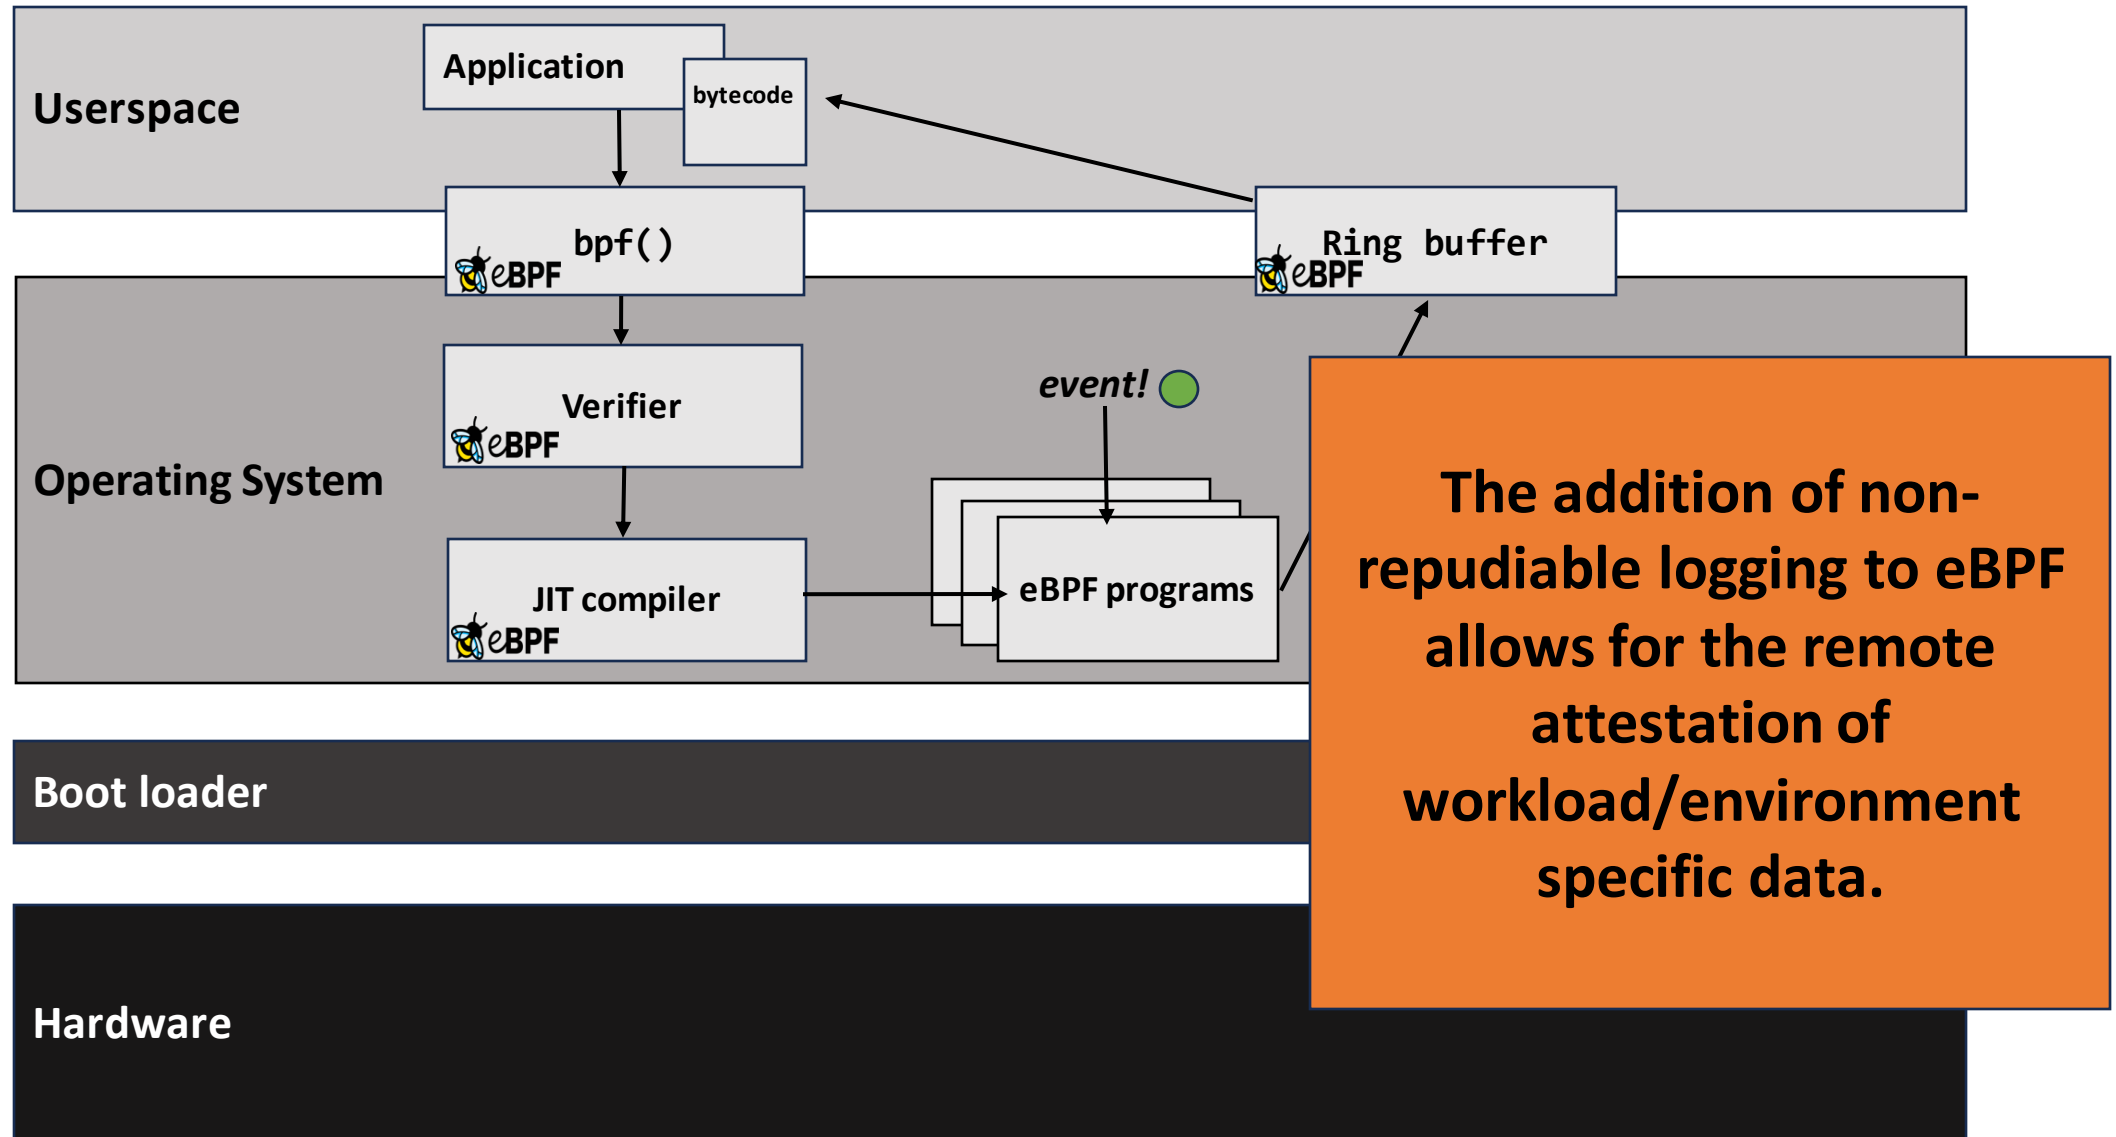 Application
bytecode
Userspace
bpf()
eBPF
Ring buffer
eBPF
Verifier
eBPF
event!
Operating System
JIT compiler
eBPF
eBPF programs
The addition of non-
repudiable logging to eBPF
allows for the remote
attestation of
workload/environment
specific data.
Boot loader
Hardware